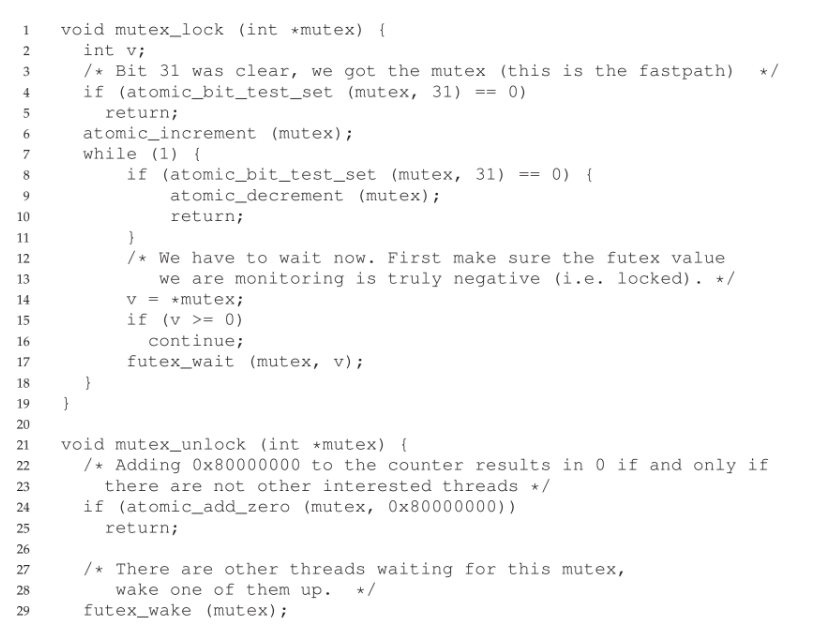 1 void mutex_lock (int *mutex) {
2 int v;
3 /* Bit 31 was clear, we got the mutex (this is the fastpath) */
4 if (atomic_bit_test_set (mutex, 31) == 0)
5 return;
6 atomic_increment (mutex);
7 while (1) {
8 if (atomic_bit_test_set (mutex, 31) == 0) {
9 atomic_decrement (mutex);
10 return;
11 }
12 /* We have to wait now. First make sure the futex value
13 we are monitoring is truly negative (i.e. locked). */
14 v = *mutex;
15 if (v >= 0)
16 continue;
17 futex_wait (mutex, v);
18 }
19 }
20
21 void mutex_unlock (int *mutex) {
22 /* Adding 0x80000000 to the counter results in 0 if and only if
23 there are not other interested threads */
24 if (atomic_add_zero (mutex, 0x80000000))
25 return;
26
27 /* There are other threads waiting for this mutex,
28 wake one of them up. */
29 futex_wake (mutex);